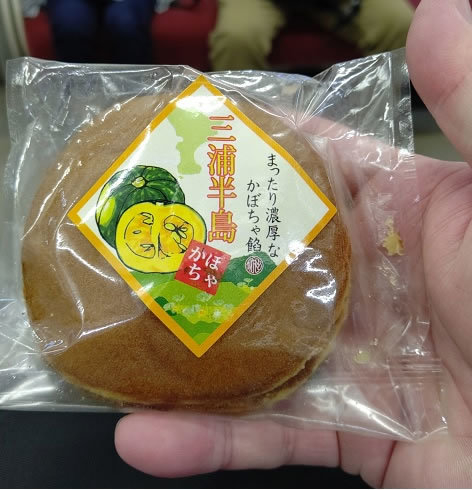 三浦半島
まったり濃厚な
かぼちゃ餡
かぼちゃ